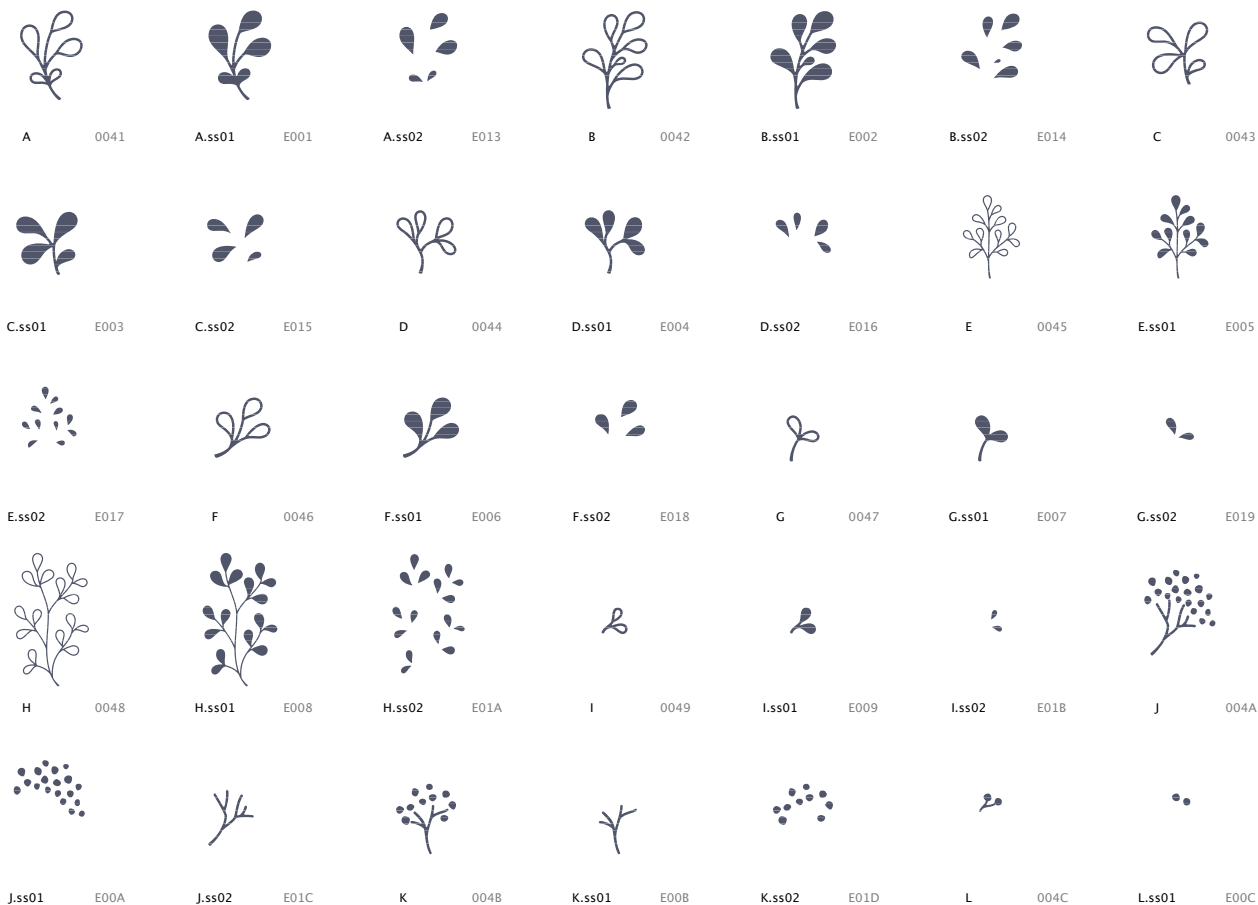 A 0041 A.ss01 E001 A.ss02 E013 B 0042 B.ss01 E002 B.ss02 E014 C 0043
C.ss01 E003 C.ss02 E015 D 0044 D.ss01 E004 D.ss02 E016 E 0045 E.ss01 E005
E.ss02 E017 F 0046 F.ss01 E006 F.ss02 E018 G 0047 G.ss01 E007 G.ss02 E019
H 0048 H.ss01 E008 H.ss02 E01A I 0049 I.ss01 E009 I.ss02 E01B J 004A
J.ss01 E00A J.ss02 E01C K 004B K.ss01 E00B K.ss02 E01D L 004C L.ss01 E00C